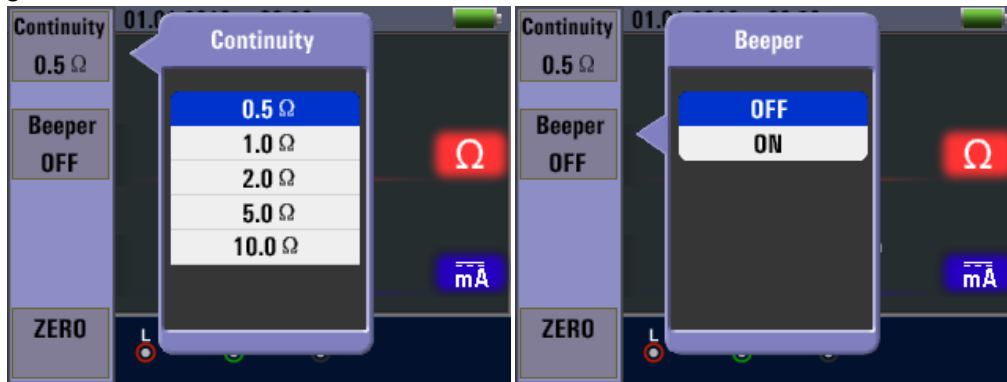 Continuity
0.5 Ω
Beeper
OFF
ZERO
Continuity
0.5 Ω
1.0 Ω
2.0 Ω
5.0 Ω
10.0 Ω
Ω
mA
L
Continuity
0.5 Ω
Beeper
OFF
ZERO
Beeper
OFF
ON
Ω
mA
L